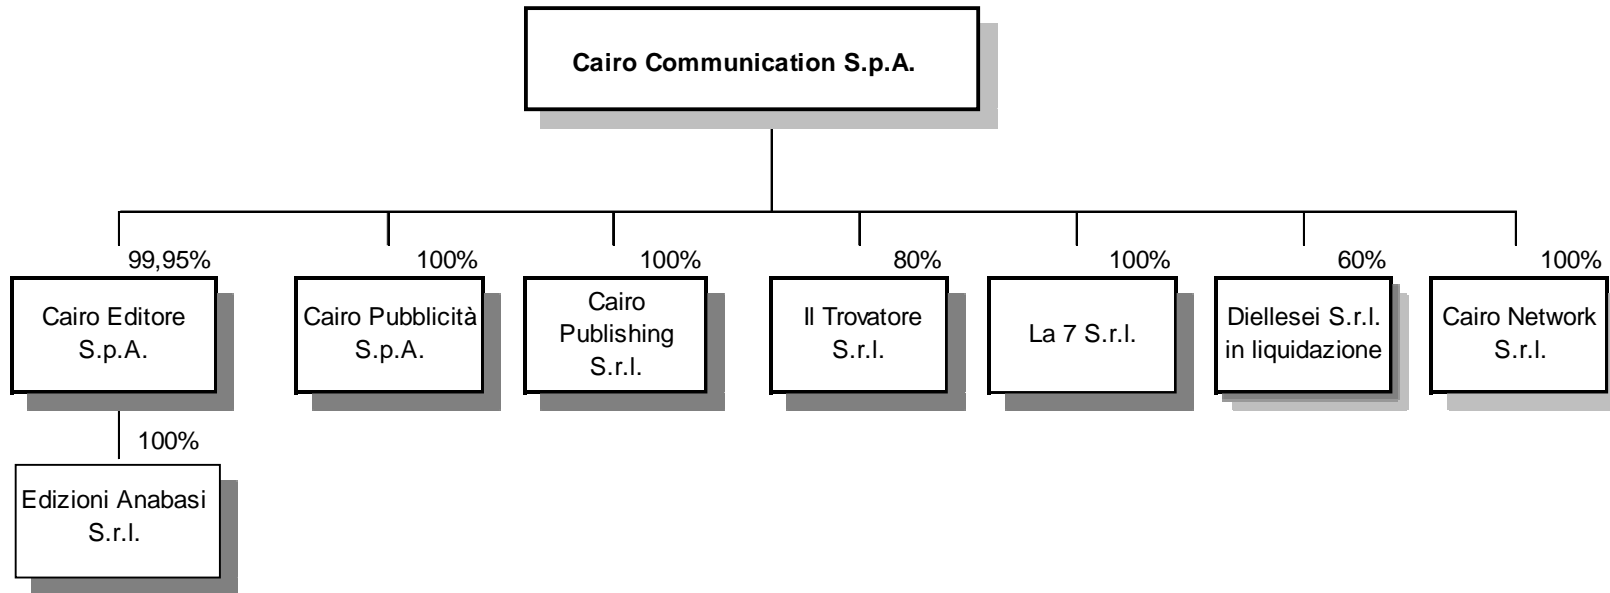 Cairo Communication S.p.A.
99,95%
100%
100%
80%
100%
60%
100%
Cairo Editore
S.p.A.
Cairo Pubblicità
S.p.A.
Cairo
Publishing
S.r.l.
Il Trovatore
S.r.l.
La 7 S.r.l.
Diellesei S.r.l.
in liquidazione
Cairo Network
S.r.l.
100%
Edizioni Anabasi
S.r.l.